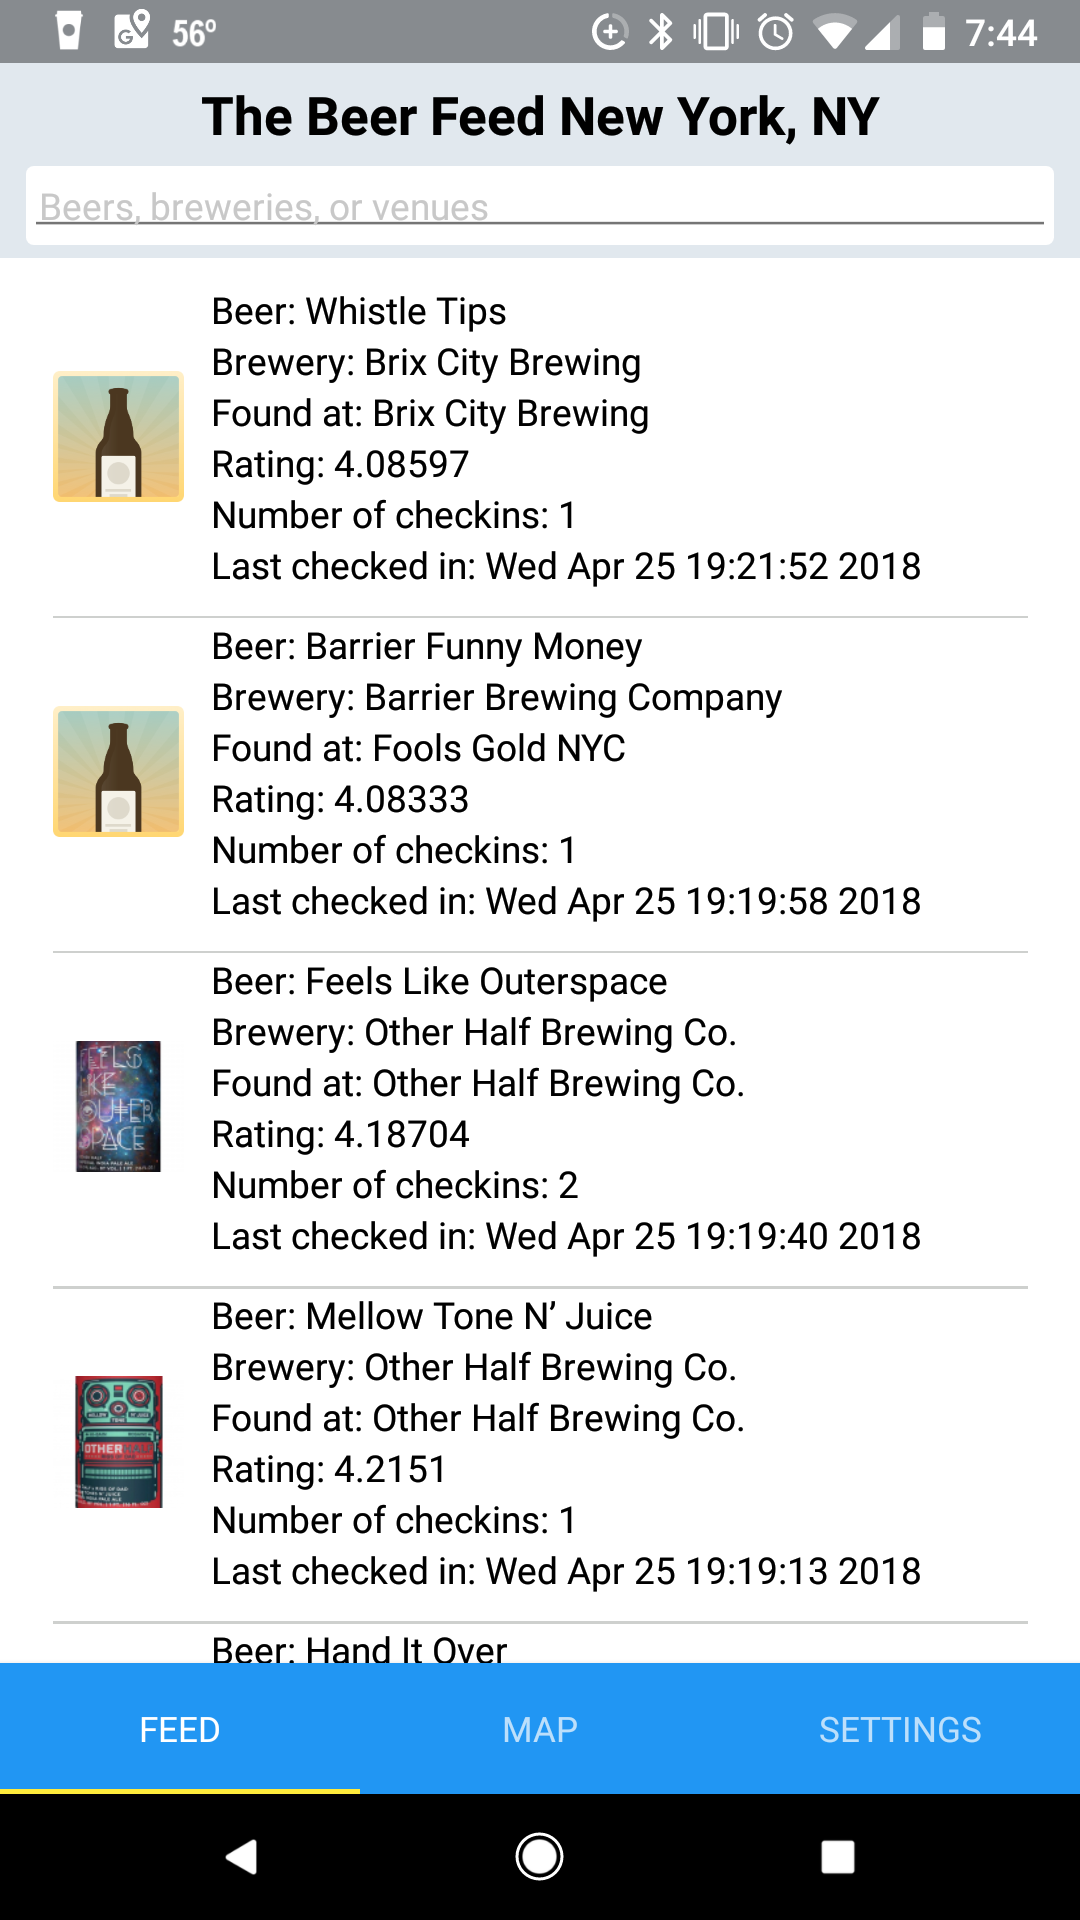 56°
7:44
The Beer Feed New York, NY
Beers, breweries, or venues
Beer: Whistle Tips
Brewery: Brix City Brewing
Found at: Brix City Brewing
Rating: 4.08597
Number of checkins: 1
Last checked in: Wed Apr 25 19:21:52 2018
Beer: Barrier Funny Money
Brewery: Barrier Brewing Company
Found at: Fools Gold NYC
Rating: 4.08333
Number of checkins: 1
Last checked in: Wed Apr 25 19:19:58 2018
FEELS
LIKE
OUTER
SPACE
Beer: Feels Like Outerspace
Brewery: Other Half Brewing Co.
Found at: Other Half Brewing Co.
Rating: 4.18704
Number of checkins: 2
Last checked in: Wed Apr 25 19:19:40 2018
OTHER
Beer: Mellow Tone N’ Juice
Brewery: Other Half Brewing Co.
Found at: Other Half Brewing Co.
Rating: 4.2151
Number of checkins: 1
Last checked in: Wed Apr 25 19:19:13 2018
Beer: Hand It Over
FEED
MAP
SETTINGS